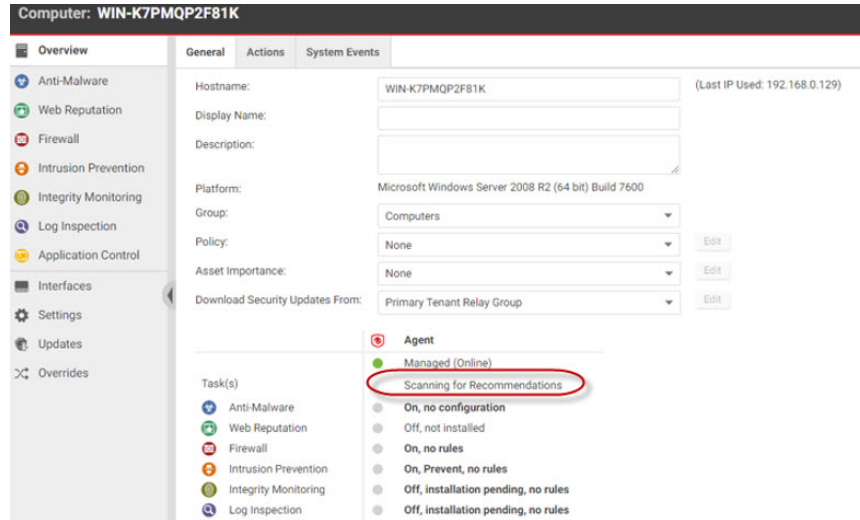 Computer: WIN-K7PMQP2F81K
Overview
Anti-Malware
Web Reputation
Firewall
Intrusion Prevention
Integrity Monitoring
Log Inspection
Application Control
Interfaces
Settings
Updates
Overrides
General Actions System Events
Hostname: WIN-K7PMQP2F81K (Last IP Used: 192.168.0.129)
Display Name:
Description:
Platform: Microsoft Windows Server 2008 R2 (64 bit) Build 7600
Group: Computers
Policy: None Edit
Asset Importance: None Edit
Download Security Updates From: Primary Tenant Relay Group Edit
Agent
Managed (Online)
Task(s) Scanning for Recommendations
Anti-Malware On, no configuration
Web Reputation Off, not installed
Firewall On, no rules
Intrusion Prevention On, Prevent, no rules
Integrity Monitoring Off, installation pending, no rules
Log Inspection Off, installation pending, no rules